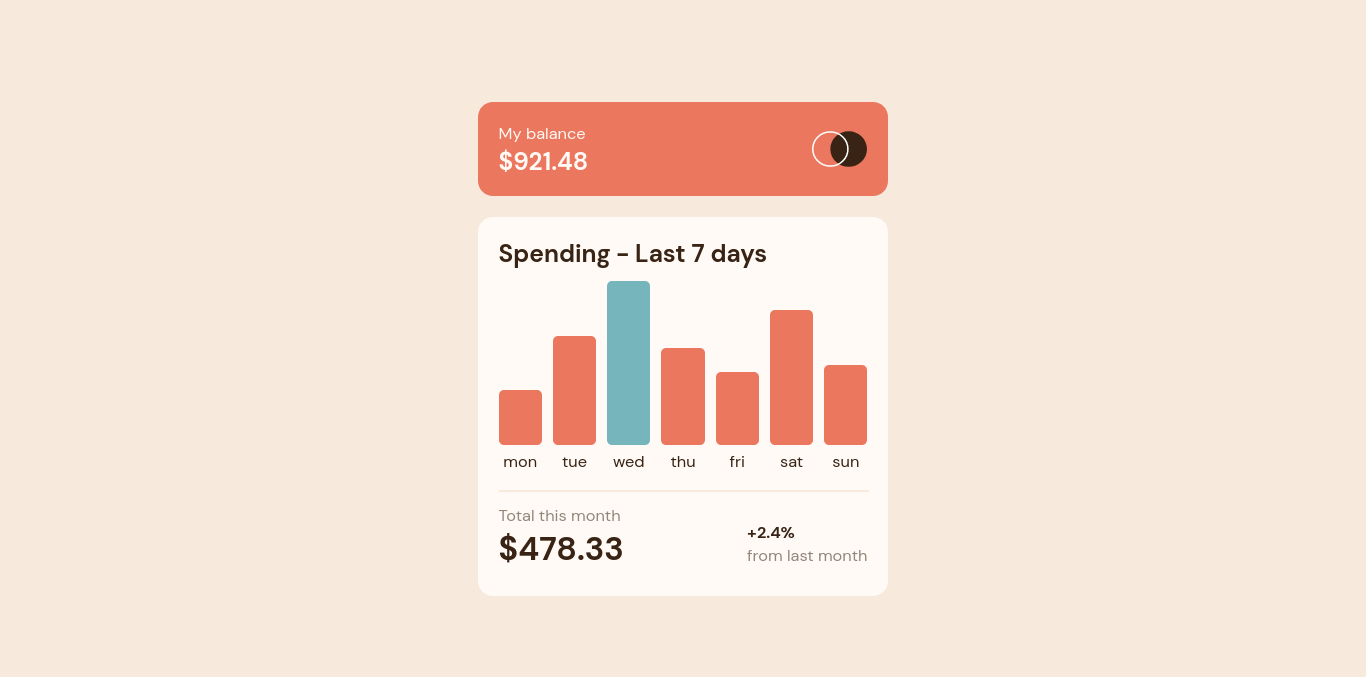 My balance
$921.48
Spending - Last 7 days
mon tue wed thu fri sat sun
Total this month
$478.33
+2.4%
from last month